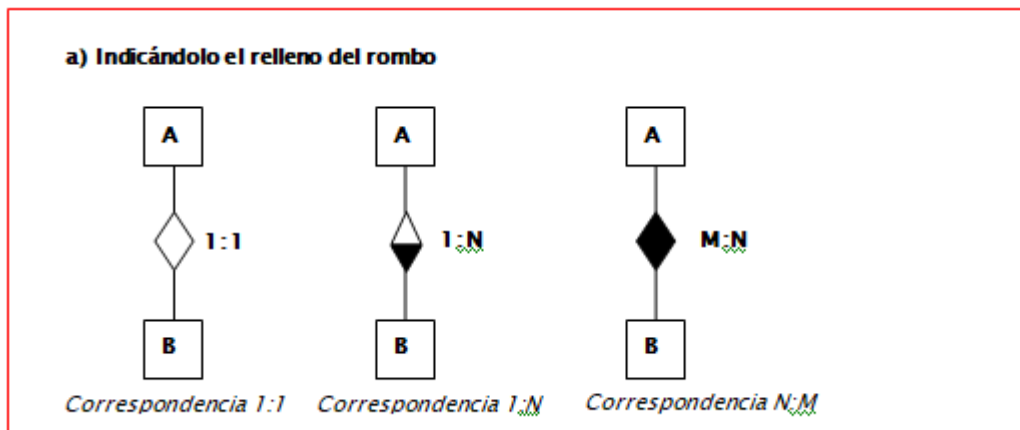 a) Indicándolo el relleno del rombo
A A A
1:1 1:N M:N
B B B
Correspondencia 1:1 Correspondencia 1:N Correspondencia N:M